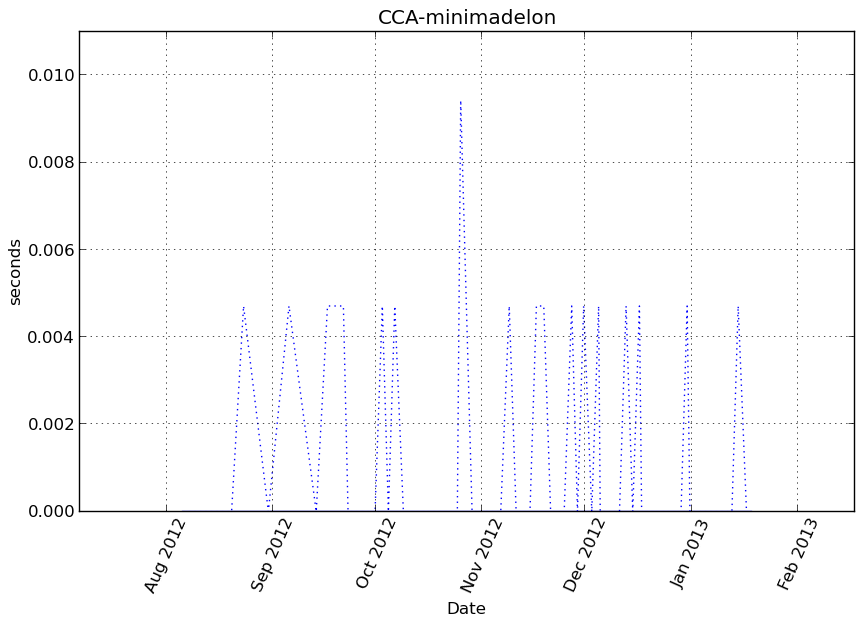 CCA-minimadelon
0.010
0.008
0.006
0.004
0.002
0.000
seconds
Aug 2012
Sep 2012
Oct 2012
Nov 2012
Dec 2012
Jan 2013
Feb 2013
Date